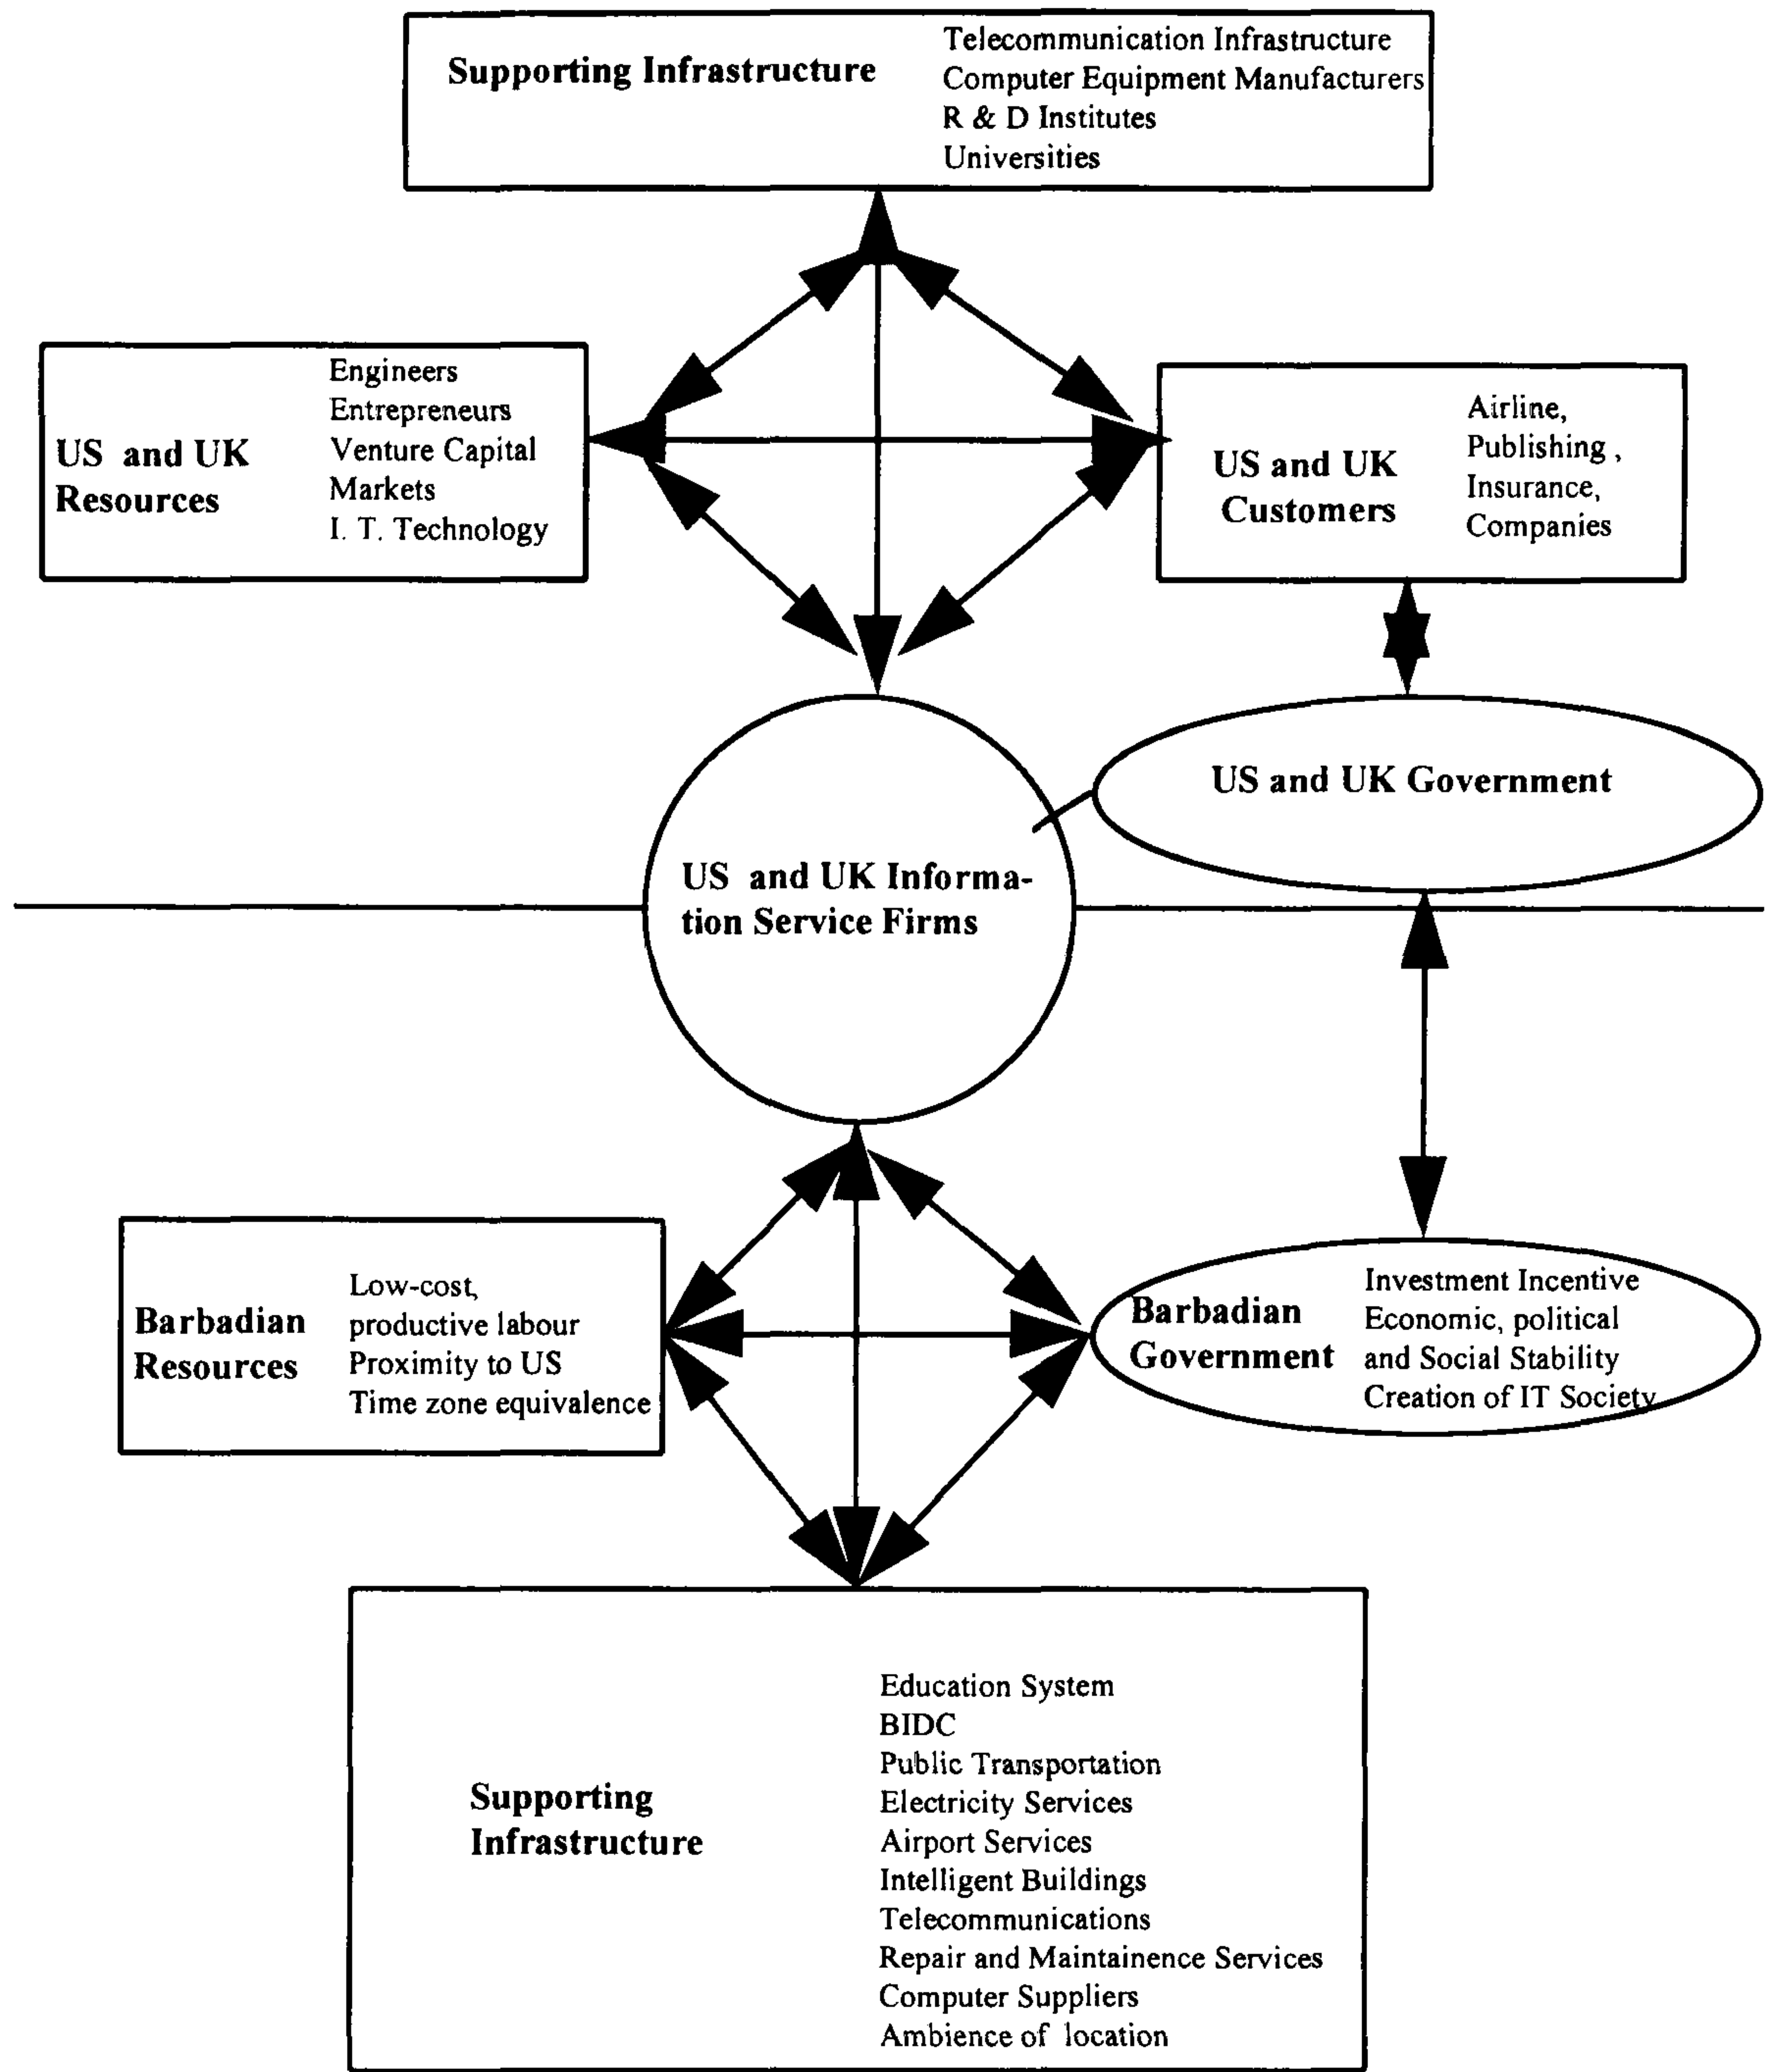 Supporting Infrastructure
Telecommunication Infrastructure
Computer Equipment Manufacturers
R & D Institutes
Universities
US and UK
Resources
Engineers
Entrepreneurs
Venture Capital
Markets
I. T. Technology
US and UK
Customers
Airline,
Publishing ,
Insurance,
Companies
US and UK Government
US and UK Informa-
tion Service Firms
Barbadian
Resources
Low-cost,
productive labour
Proximity to US
Time zone equivalence
Barbadian
Government
Investment Incentive
Economic, political
and Social Stability
Creation of IT Society
Supporting
Infrastructure
Education System
BIDC
Public Transportation
Electricity Services
Airport Services
Intelligent Buildings
Telecommunications
Repair and Maintainence Services
Computer Suppliers
Ambience of location